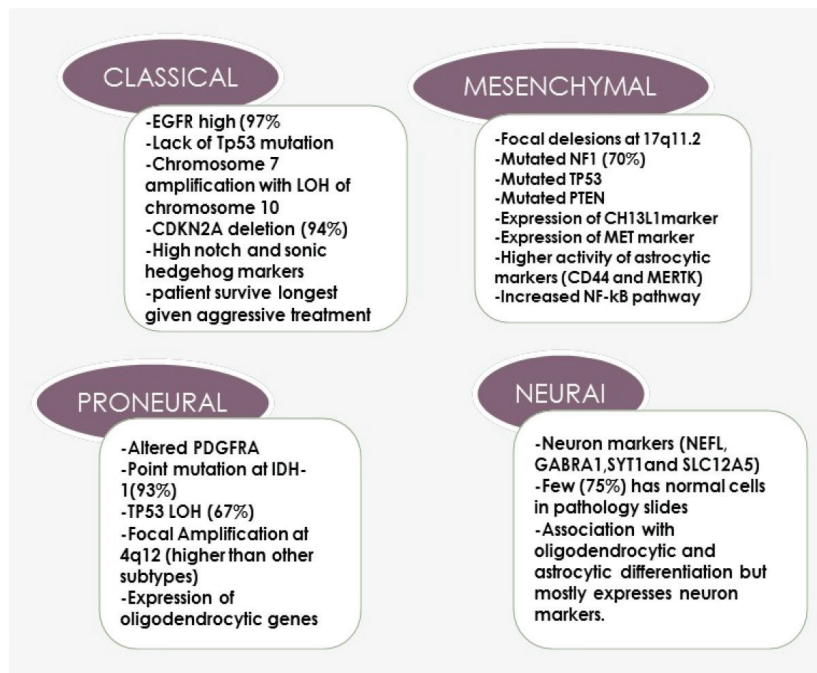 CLASSICAL
-EGFR high (97%
-Lack of Tp53 mutation
-Chromosome 7
amplification with LOH of
chromosome 10
-CDKN2A deletion (94%)
-High notch and sonic
hedgehog markers
-patient survive longest
given aggressive treatment
MESENCHYMAL
-Focal delesions at 17q11.2
-Mutated NF1 (70%)
-Mutated TP53
-Mutated PTEN
-Expression of CH13L1marker
-Expression of MET marker
-Higher activity of astrocytic
markers (CD44 and MERTK)
-Increased NF-kB pathway
PRONEURAL
-Altered PDGFRA
-Point mutation at IDH-
1(93%)
-TP53 LOH (67%)
-Focal Amplification at
4q12 (higher than other
subtypes)
-Expression of
oligodendrocytic genes
NEURAI
-Neuron markers (NEFL,
GABRA1,SYT1and SLC12A5)
-Few (75%) has normal cells
in pathology slides
-Association with
oligodendrocytic and
astrocytic differentiation but
mostly expresses neuron
markers.